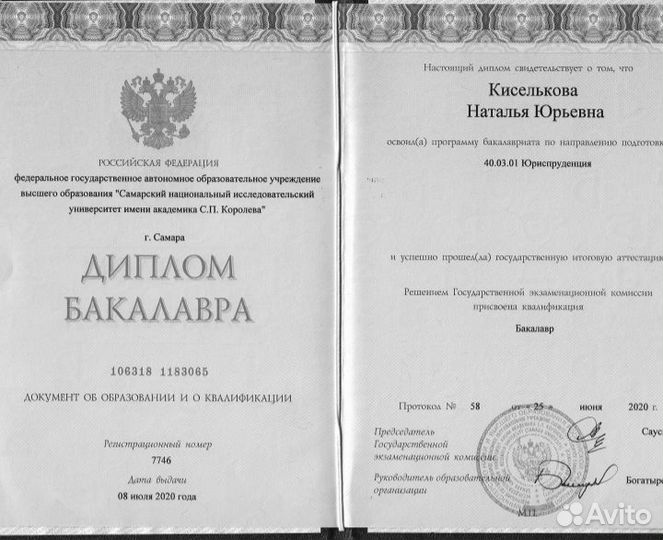 РОССИЙСКАЯ ФЕДЕРАЦИЯ
федеральное государственное автономное образовательное учреждение
высшего образования "Самарский национальный исследовательский
университет имени академика С.П. Королева"
г. Самара
ДИПЛОМ
БАКАЛАВРА
106318 1183065
ДОКУМЕНТ ОБ ОБРАЗОВАНИИ И О КВАЛИФИКАЦИИ
Регистрационный номер
7746
Дата выдачи
08 июля 2020 года
Настоящий диплом свидетельствует о том, что
Киселькова
Наталья Юрьевна
освоил(а) программу бакалавриата по направлению подготовк
40.03.01 Юриспруденция
и успешно прошел(ла) государственную итоговую аттестацию
Решением Государственной экзаменационной комиссии
присвоена квалификация
Бакалавр
Протокол № 58 от « 25 » июня 2020 г.
Председатель
Государственной
экзаменационной комиссии
Саус
Руководитель образовательной
организации
Богатыре
М.П.
Avito